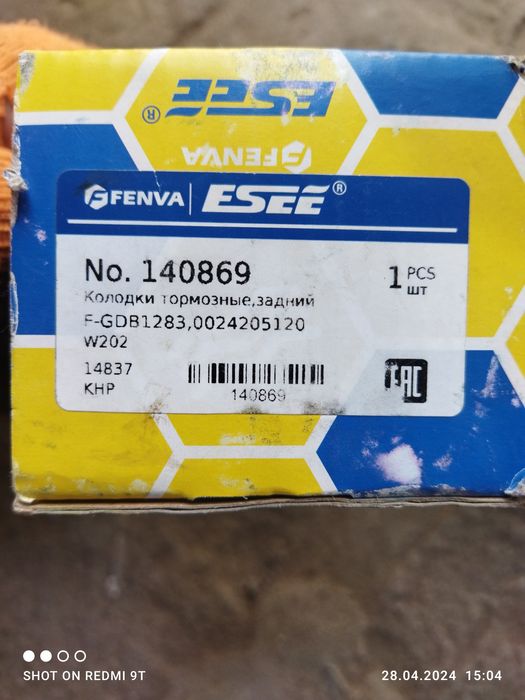 ESEE®
FENVA
FENVA | ESEE®
No. 140869
1 PCS
шт
Колодки тормозные,задний
F-GDB1283,0024205120
W202
14837
KHP
140869
EAC
SHOT ON REDMI 9T
28.04.2024 15:04